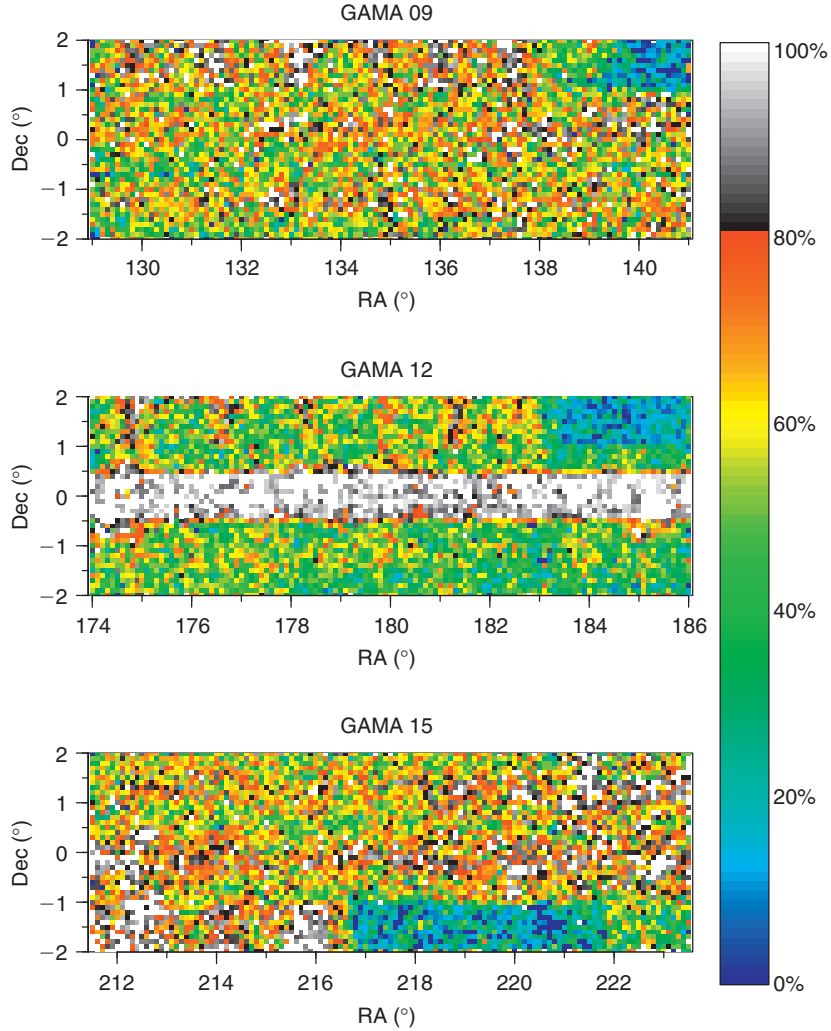 GAMA 09
2
1
0
−1
−2
Dec (°)
130 132 134 136 138 140
RA (°)
GAMA 12
2
1
0
−1
−2
Dec (°)
174 176 178 180 182 184 186
RA (°)
GAMA 15
2
1
0
−1
−2
Dec (°)
212 214 216 218 220 222
RA (°)
100%
80%
60%
40%
20%
0%